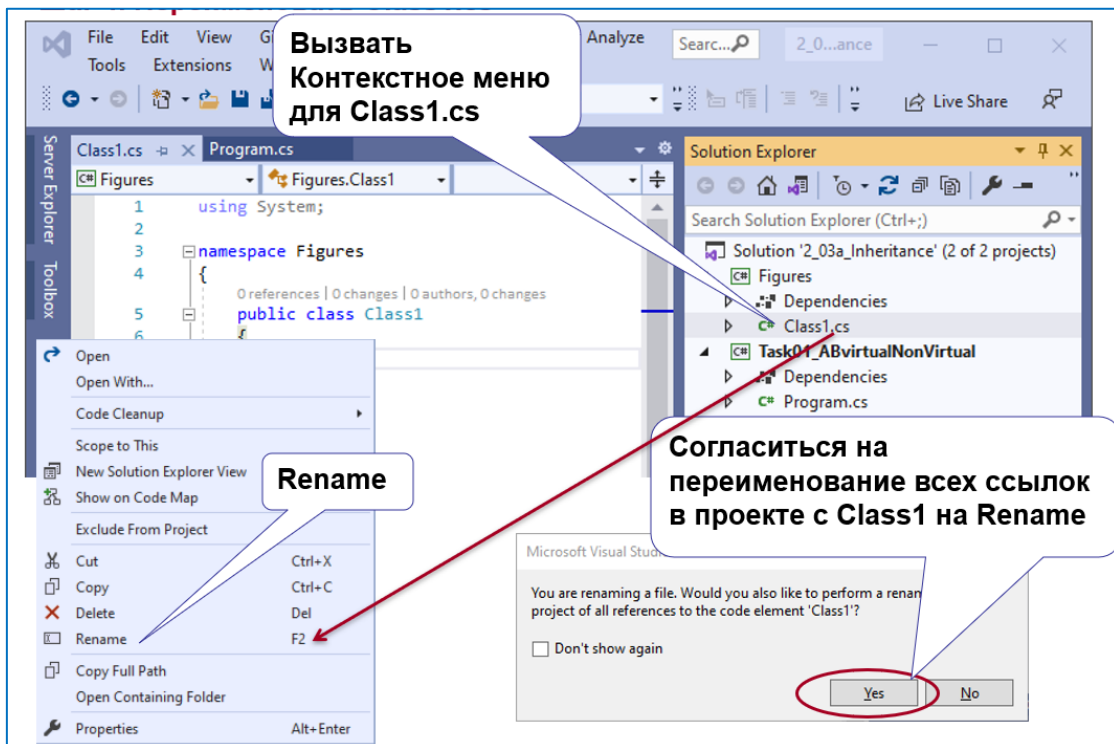 File Edit View
Analyze
Searc...
2_0...ance
Tools Extensions
Live Share
Вызвать
Контекстное меню
для Class1.cs
Server Explorer
Toolbox
Class1.cs
Program.cs
C# Figures
Figures.Class1
1 using System;
2
3 namespace Figures
4 {
0 references | 0 changes | 0 authors, 0 changes
5 public class Class1
6 {
Solution Explorer
Search Solution Explorer (Ctrl+;)
Solution '2_03a_Inheritance' (2 of 2 projects)
C# Figures
Dependencies
C# Class1.cs
C# Task01_ABvirtualNonVirtual
Dependencies
C# Program.cs
Open
Open With...
Code Cleanup
Scope to This
New Solution Explorer View
Show on Code Map
Exclude From Project
Cut Ctrl+X
Copy Ctrl+C
Delete Del
Rename F2
Copy Full Path
Open Containing Folder
Properties Alt+Enter
Rename
Согласиться на
переименование всех ссылок
в проекте с Class1 на Rename
Microsoft Visual
You are renaming a file. Would you also like to perform a
project of all references to the code element 'Class1'?
Don't show again
Yes
No